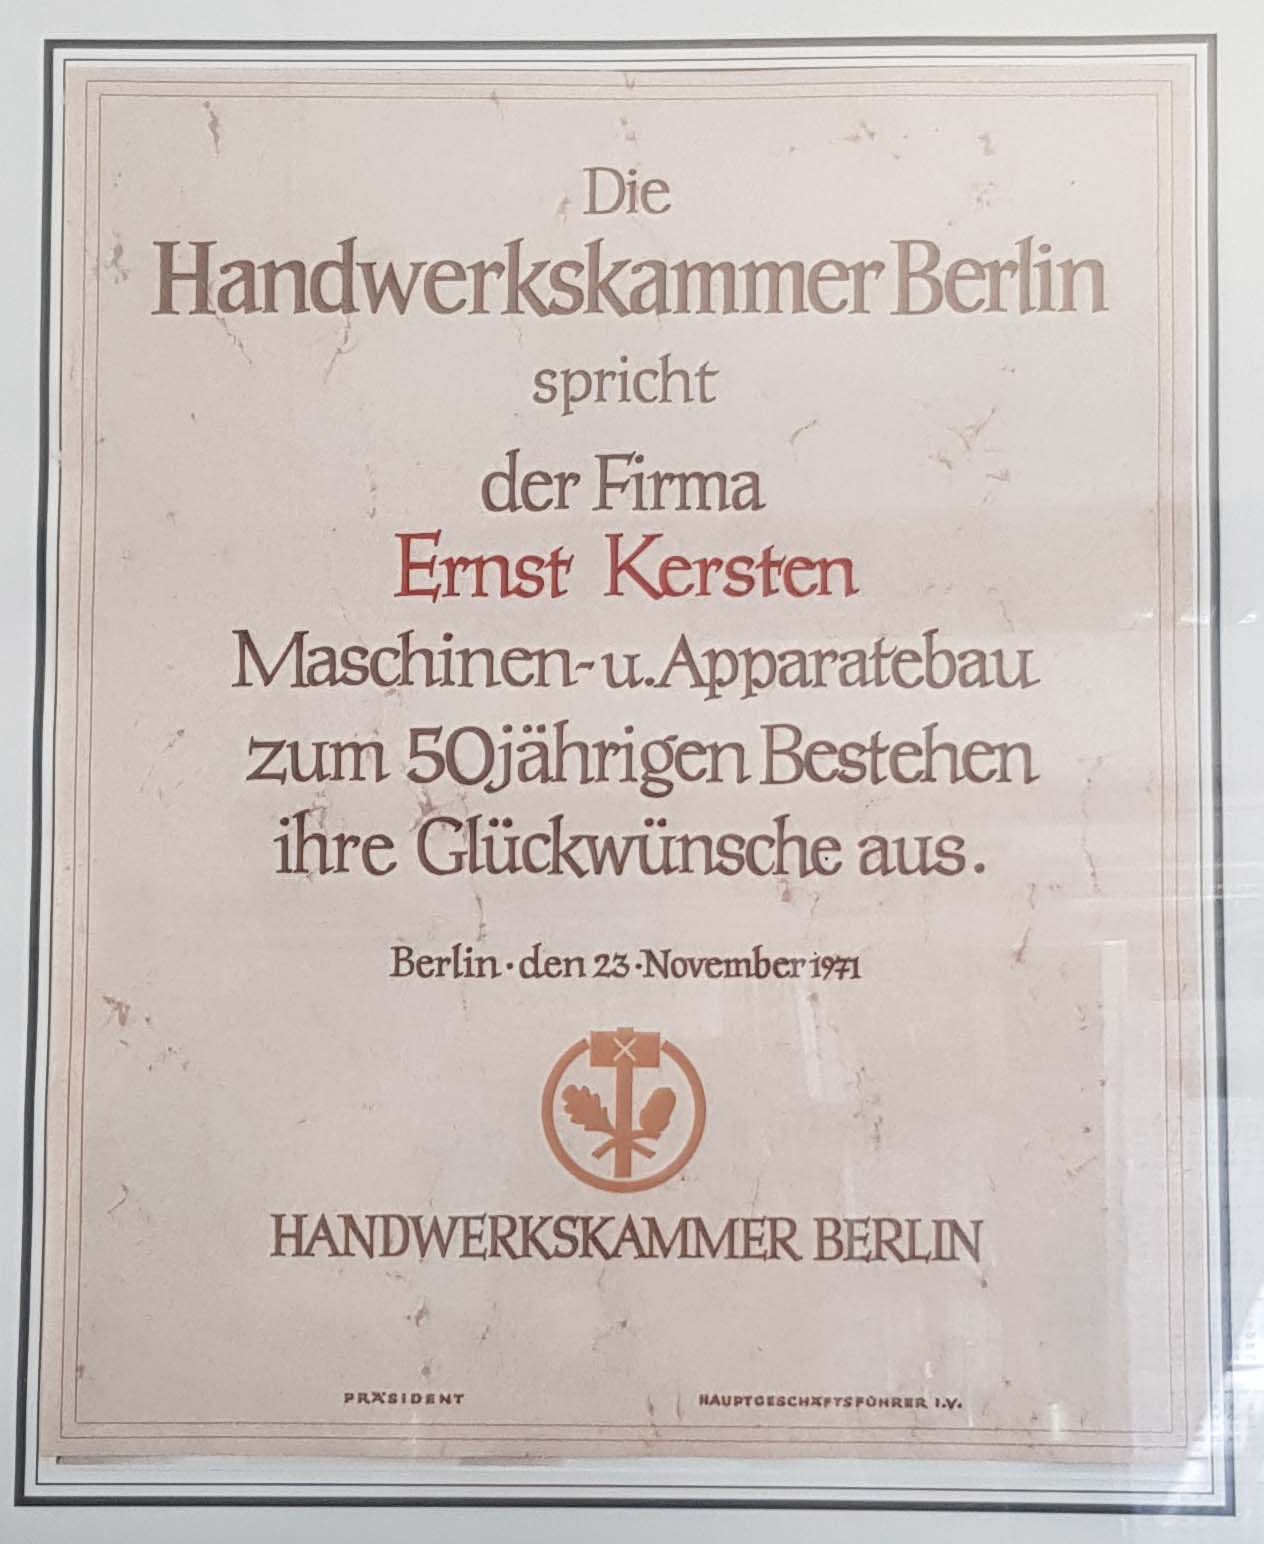 Die
Handwerkskammer Berlin
spricht
der Firma
Ernst Kersten
Maschinen- u. Apparatebau
zum 50jährigen Bestehen
ihre Glückwünsche aus.
Berlin · den 23 · November 1971
HANDWERKSKAMMER BERLIN
PRÄSIDENT
HAUPTGESCHÄFTSFÜHRER I.V.